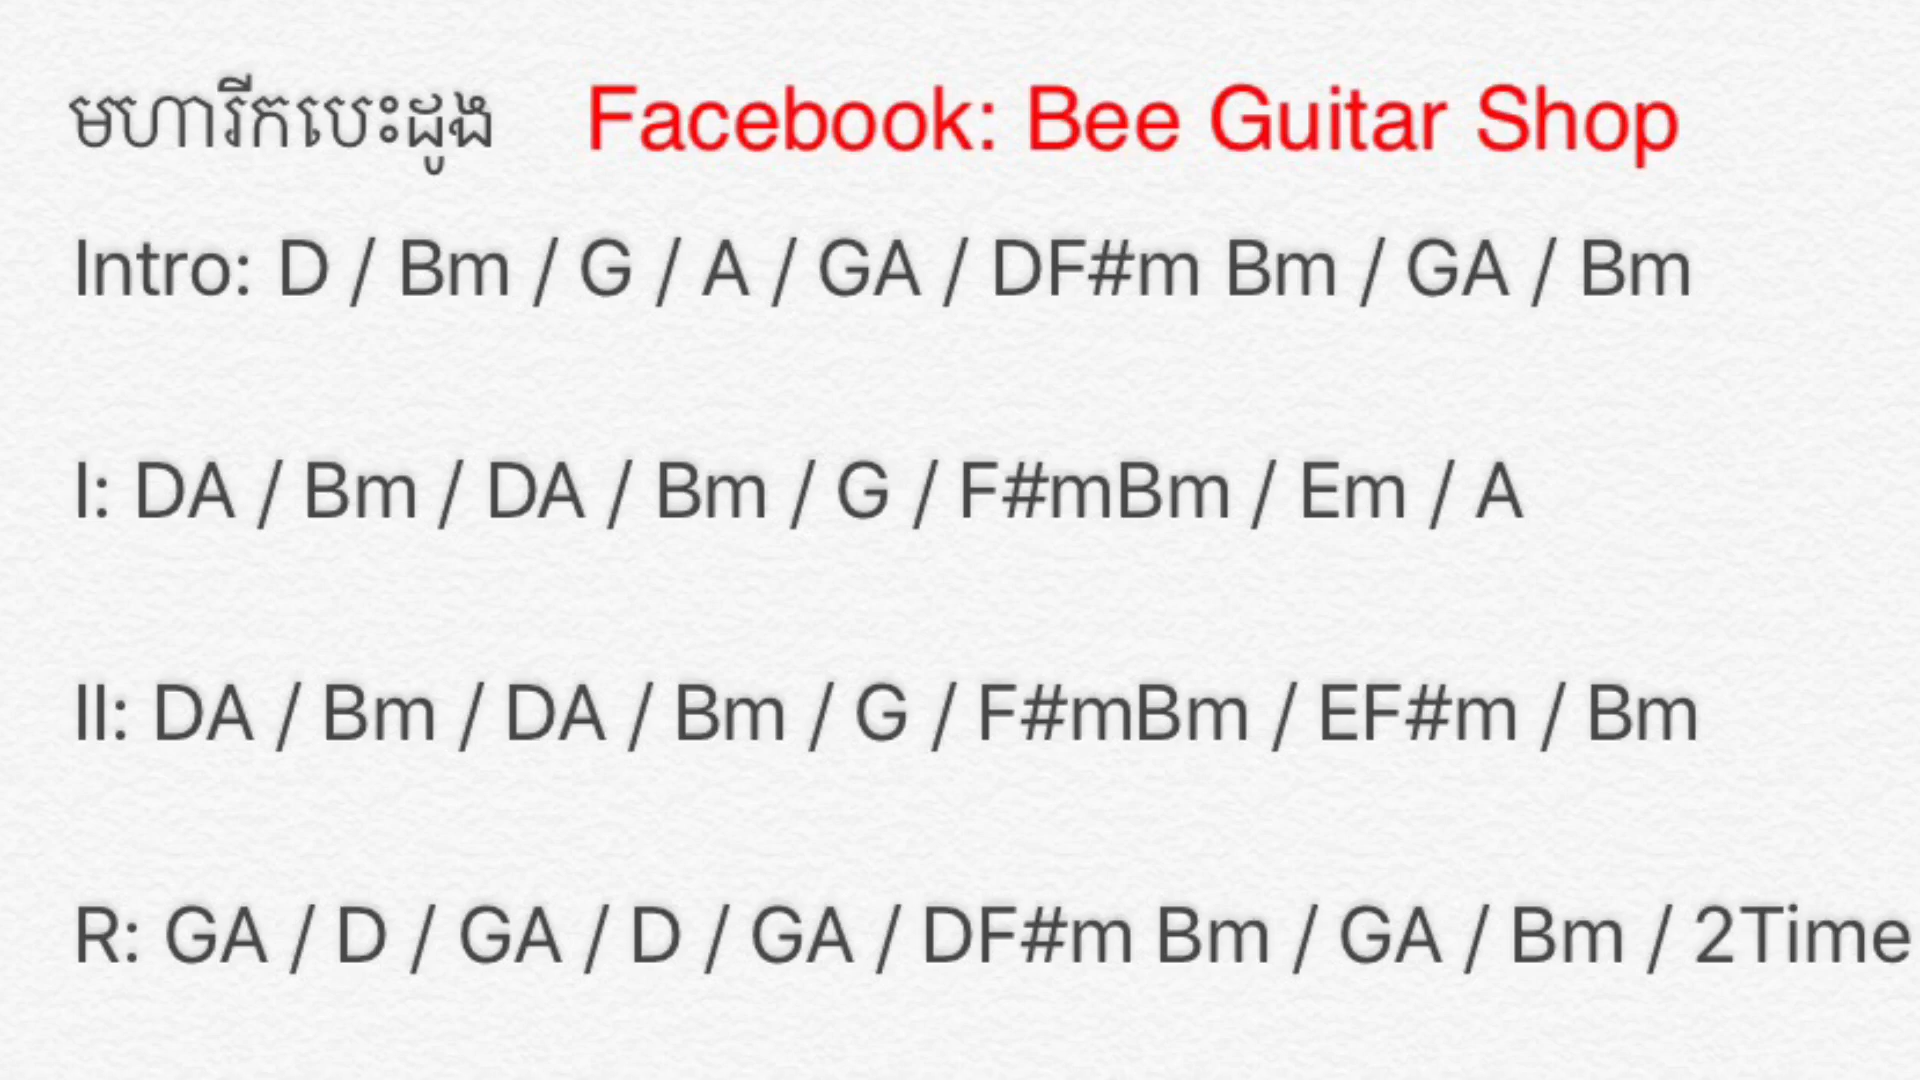 មហារីកបេះដូង Facebook: Bee Guitar Shop
Intro: D / Bm / G / A / GA / DF#m Bm / GA / Bm
I: DA / Bm / DA / Bm / G / F#mBm / Em / A
II: DA / Bm / DA / Bm / G / F#mBm / EF#m / Bm
R: GA / D / GA / D / GA / DF#m Bm / GA / Bm / 2Time